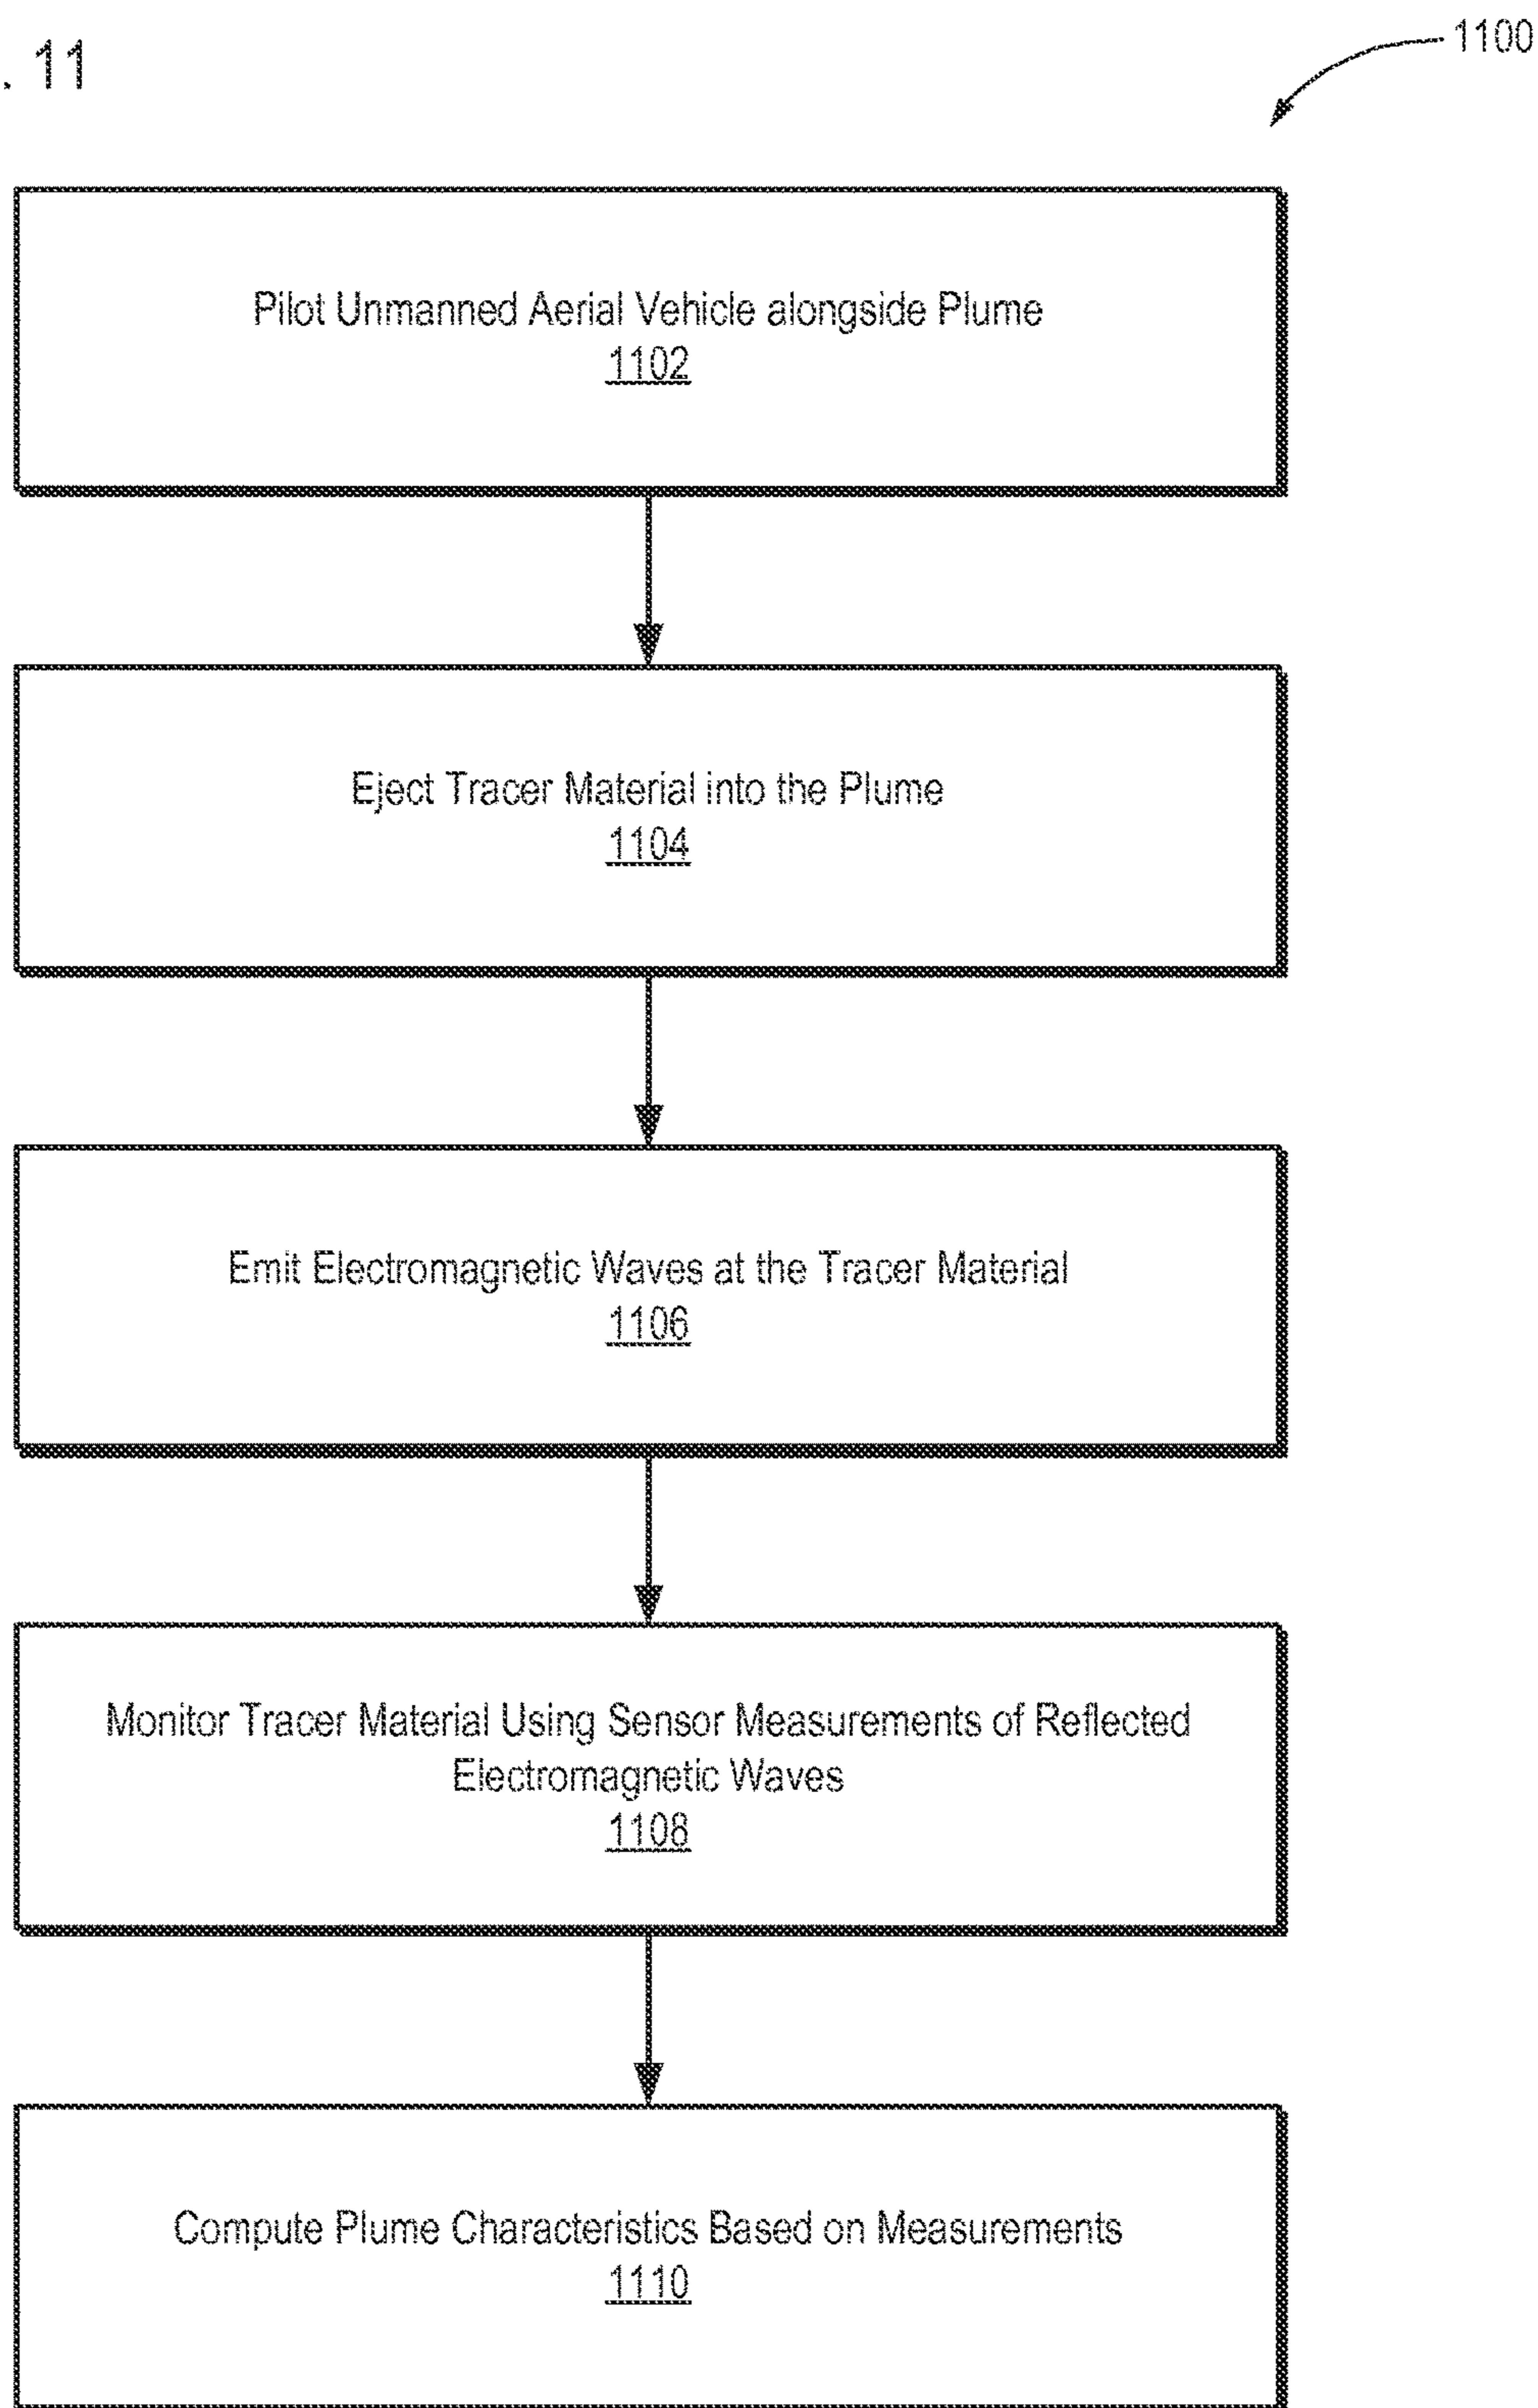 . 11
1100
Pilot Unmanned Aerial Vehicle alongside Plume
1102
Eject Tracer Material into the Plume
1104
Emit Electromagnetic Waves at the Tracer Material
1106
Monitor Tracer Material Using Sensor Measurements of Reflected
Electromagnetic Waves
1108
Compute Plume Characteristics Based on Measurements
1110